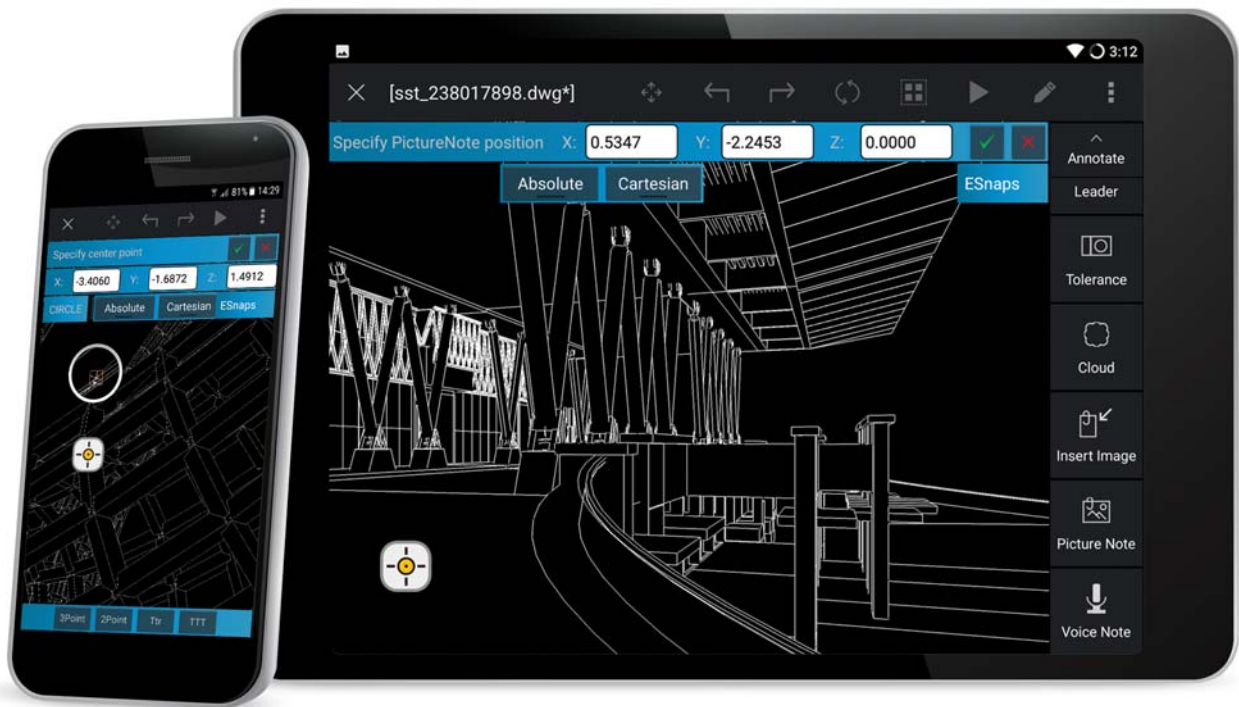 81% 14:29
Specify center point
X: -3.4060 Y: -1.6872 Z: 1.4912
CIRCLE Absolute Cartesian ESnaps
3Point 2Point Ttr TTT
3:12
[sst_238017898.dwg*]
Specify PictureNote position X: 0.5347 Y: -2.2453 Z: 0.0000
Absolute Cartesian ESnaps
Annotate
Leader
Tolerance
Cloud
Insert Image
Picture Note
Voice Note